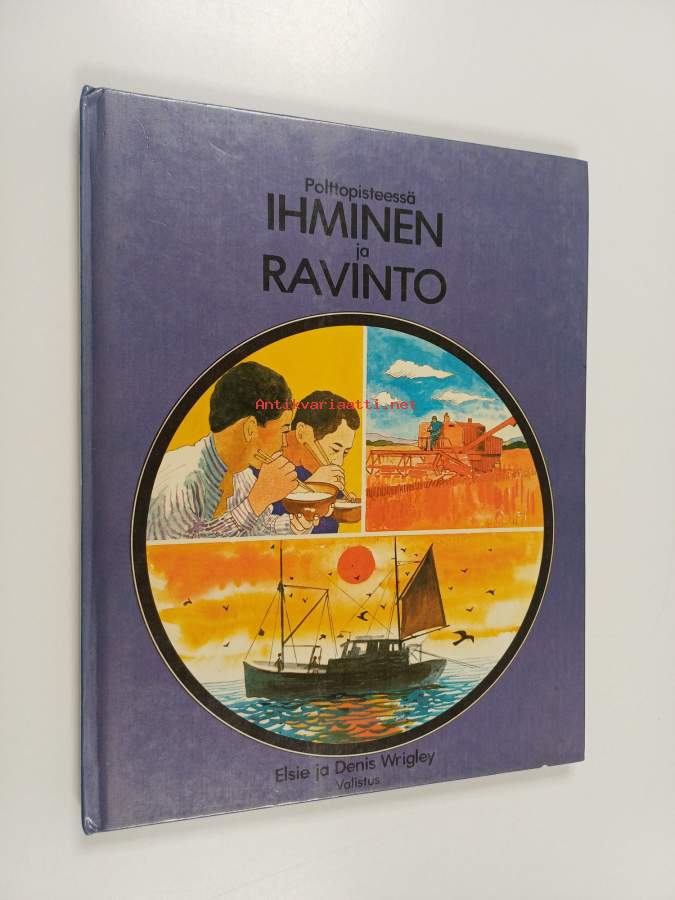 Polttopisteessä
IHMINEN
ja
RAVINTO
Antikvariaatti.net
Elsie ja Denis Wrigley
Valistus